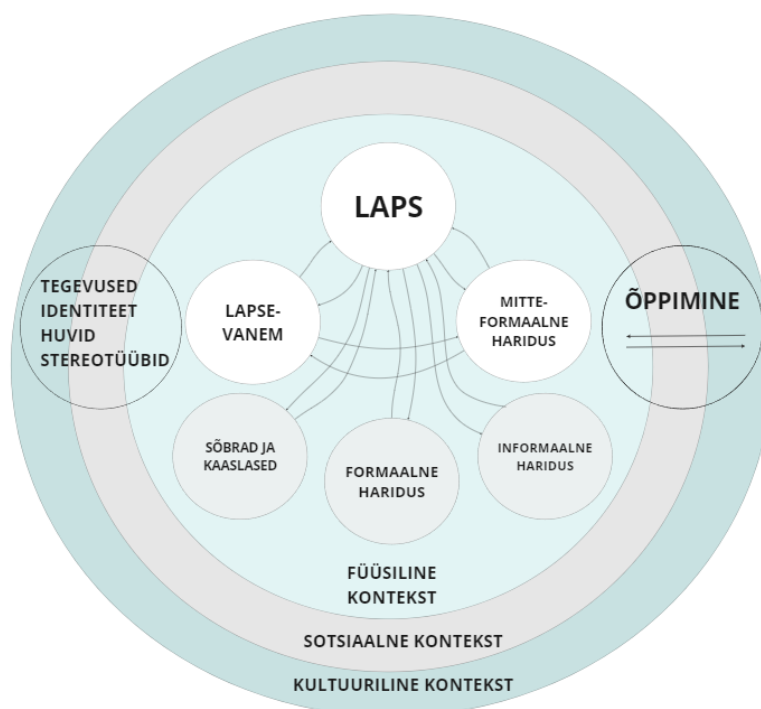 LAPS
TEGEVUSED
IDENTITEET
HUVID
STEREOTÜÜBID
LAPSE-
VANEM
MITTE-
FORMAALNE
HARIDUS
ÕPPIMINE
SÕBRAD JA
KAASLASED
FORMAALNE
HARIDUS
INFORMAALNE
HARIDUS
FÜÜSILINE
KONTEKST
SOTSIAALNE KONTEKST
KULTUURILINE KONTEKST